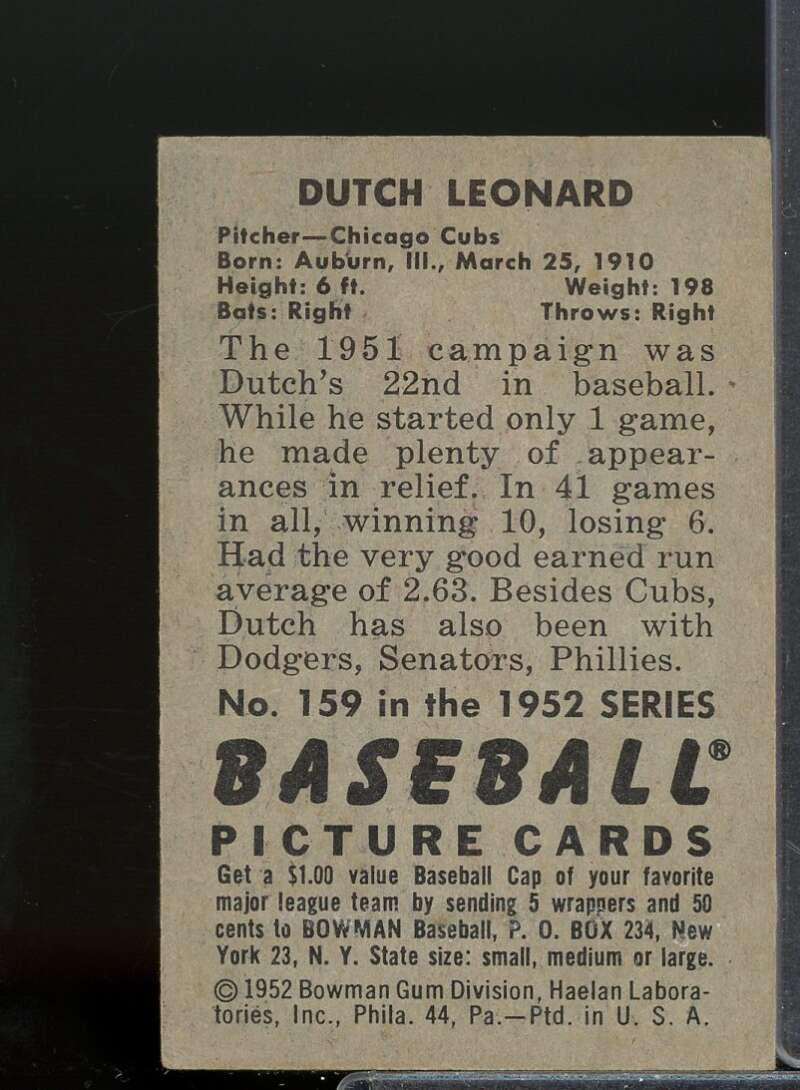 DUTCH LEONARD
Pitcher—Chicago Cubs
Born: Auburn, Ill., March 25, 1910
Height: 6 ft. Weight: 198
Bats: Right Throws: Right
The 1951 campaign was
Dutch's 22nd in baseball.
While he started only 1 game,
he made plenty of appear-
ances in relief. In 41 games
in all, winning 10, losing 6.
Had the very good earned run
average of 2.63. Besides Cubs,
Dutch has also been with
Dodgers, Senators, Phillies.
No. 159 in the 1952 SERIES
BASEBALL®
PICTURE CARDS
Get a $1.00 value Baseball Cap of your favorite
major league team by sending 5 wrappers and 50
cents to BOWMAN Baseball, P. O. BOX 234, New
York 23, N. Y. State size: small, medium or large.
© 1952 Bowman Gum Division, Haelan Labora-
tories, Inc., Phila. 44, Pa.—Ptd. in U. S. A.